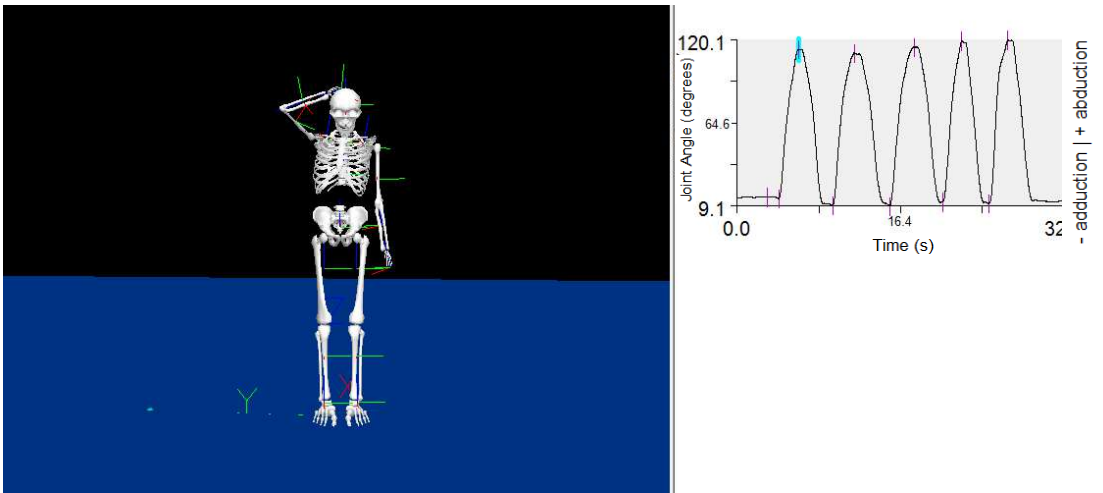 120.1
64.6
9.1
Joint Angle (degrees)
0.0
16.4
32
Time (s)
- adduction | + abduction
Y
X